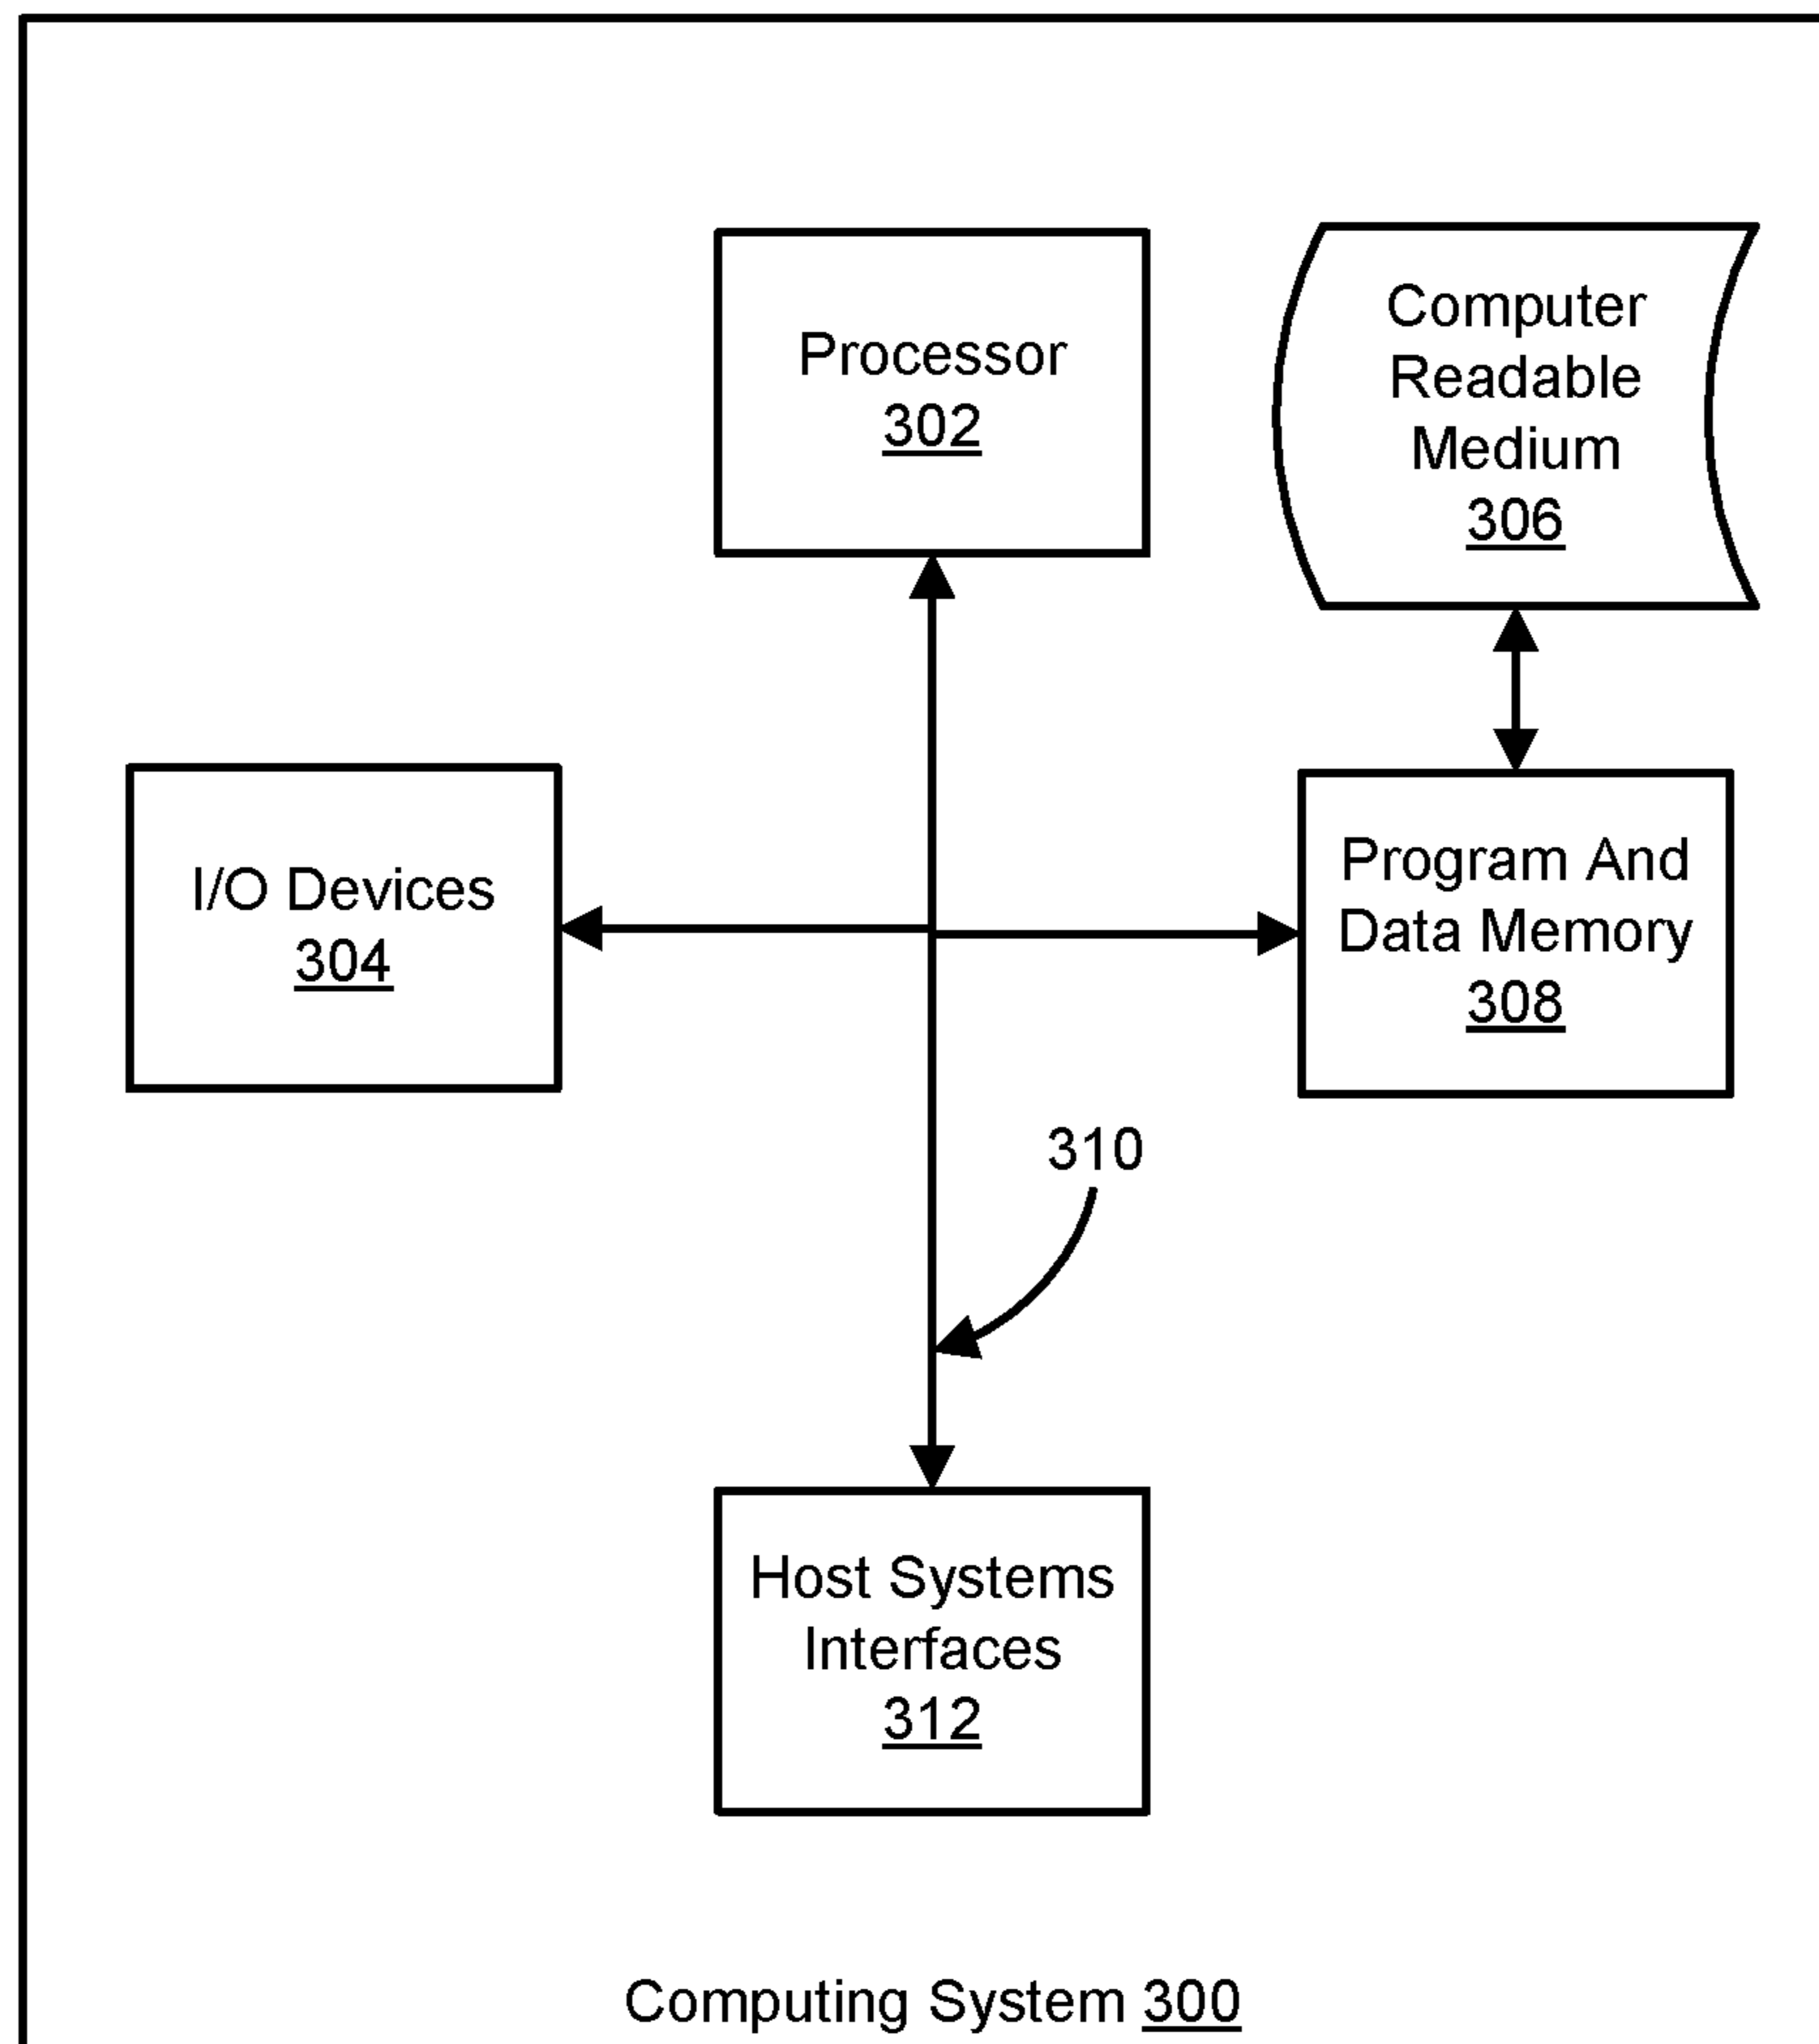 Processor
302
Computer
Readable
Medium
306
I/O Devices
304
Program And
Data Memory
308
310
Host Systems
Interfaces
312
Computing System 300